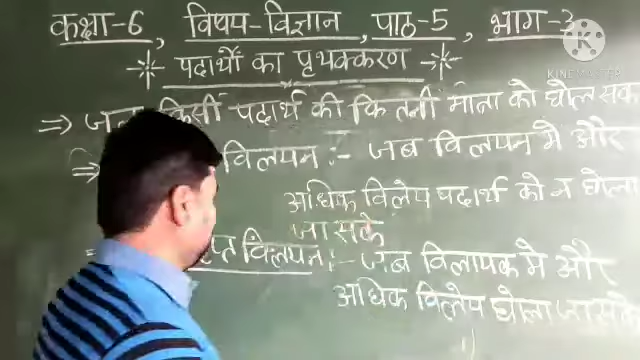 कक्षा-6, विषय-विज्ञान, पाठ-5, भाग-3
पदार्थों का पृथक्करण
⇒ किसी पदार्थ की कितनी मात्रा को घोल सक
विलयन :- जब विलयन मे और
अधिक विलेय पदार्थ को न घोला
जा सके
प्त विलयन :- जब विलायक मे और
अधिक विलेय घोला जा सके
KINEMASTER